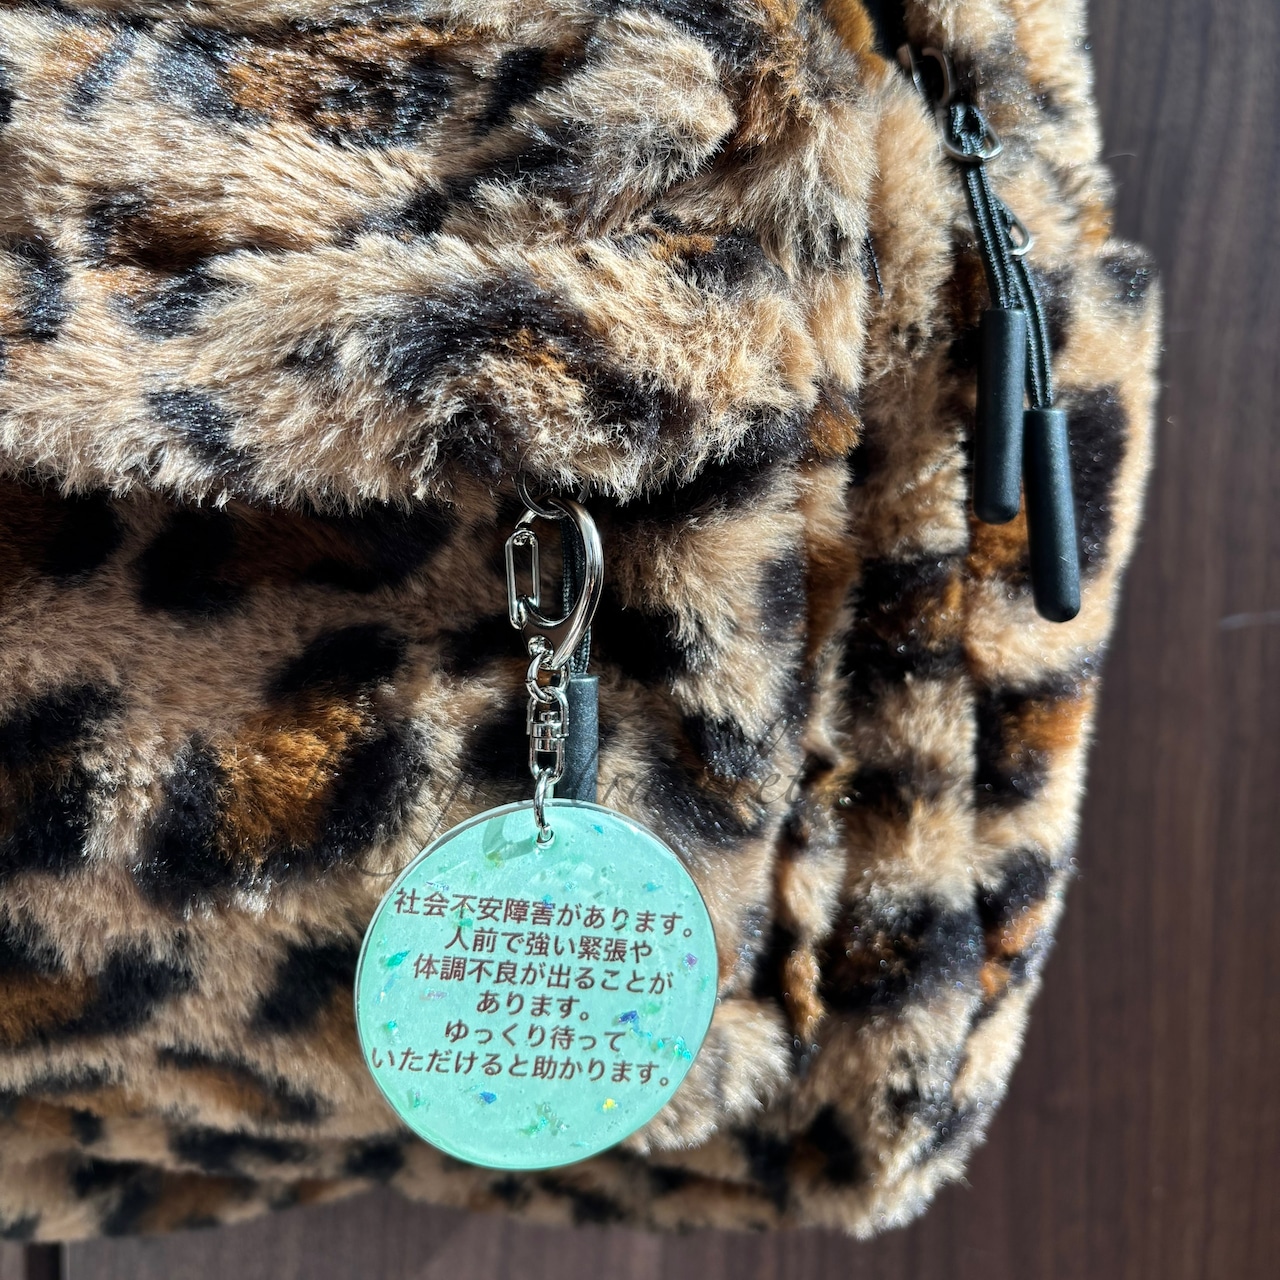 社会不安障害があります。
人前で強い緊張や
体調不良が出ることが
あります。
ゆっくり待って
いただけると助かります。